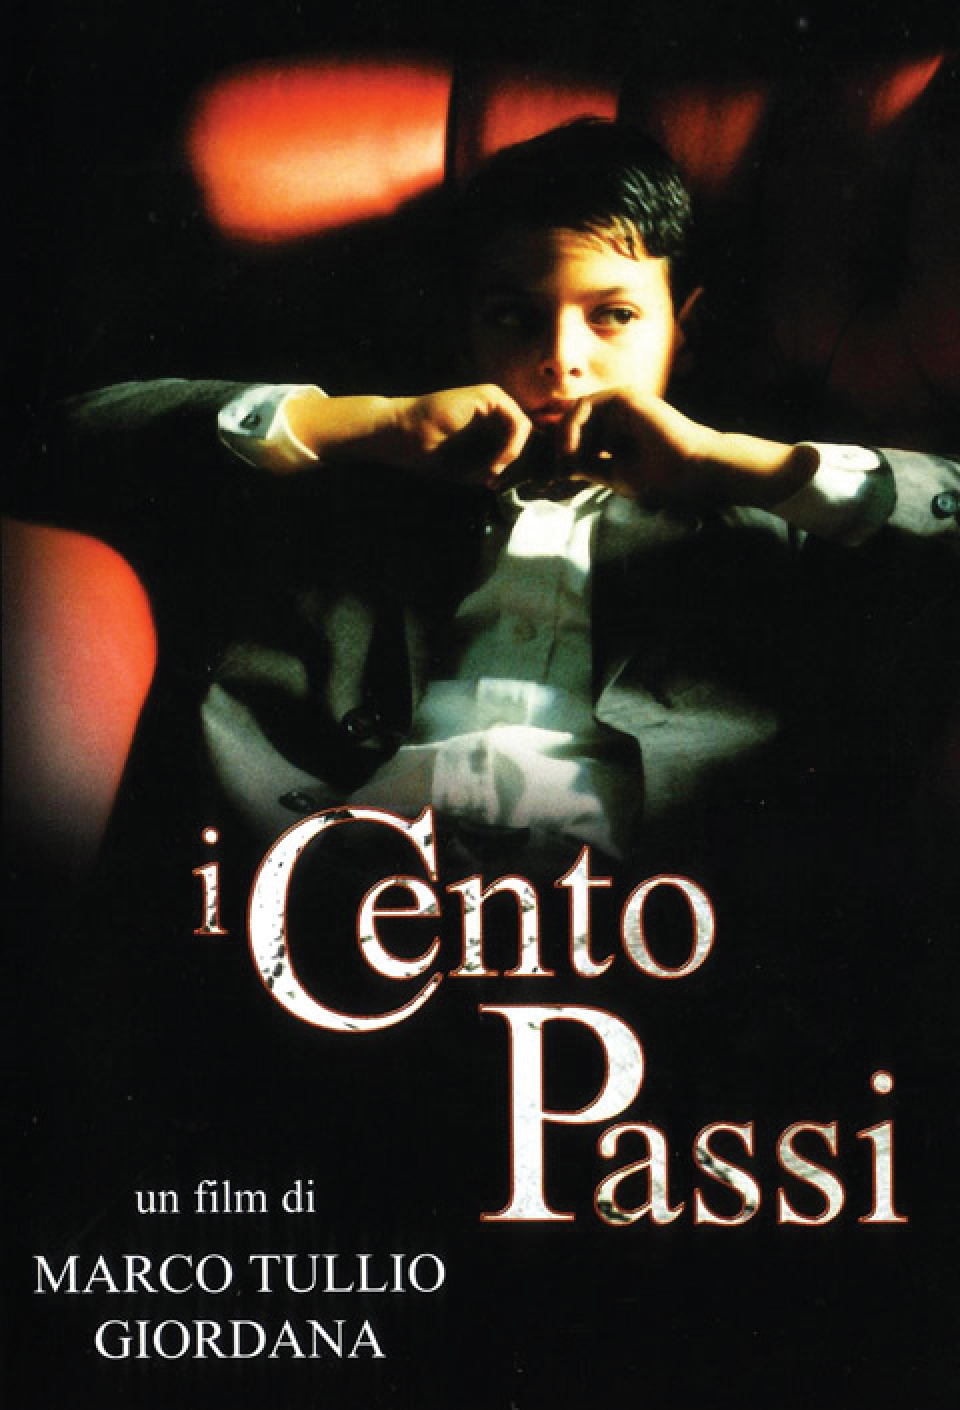 i Cento
Passi
un film di
MARCO TULLIO
GIORDANA